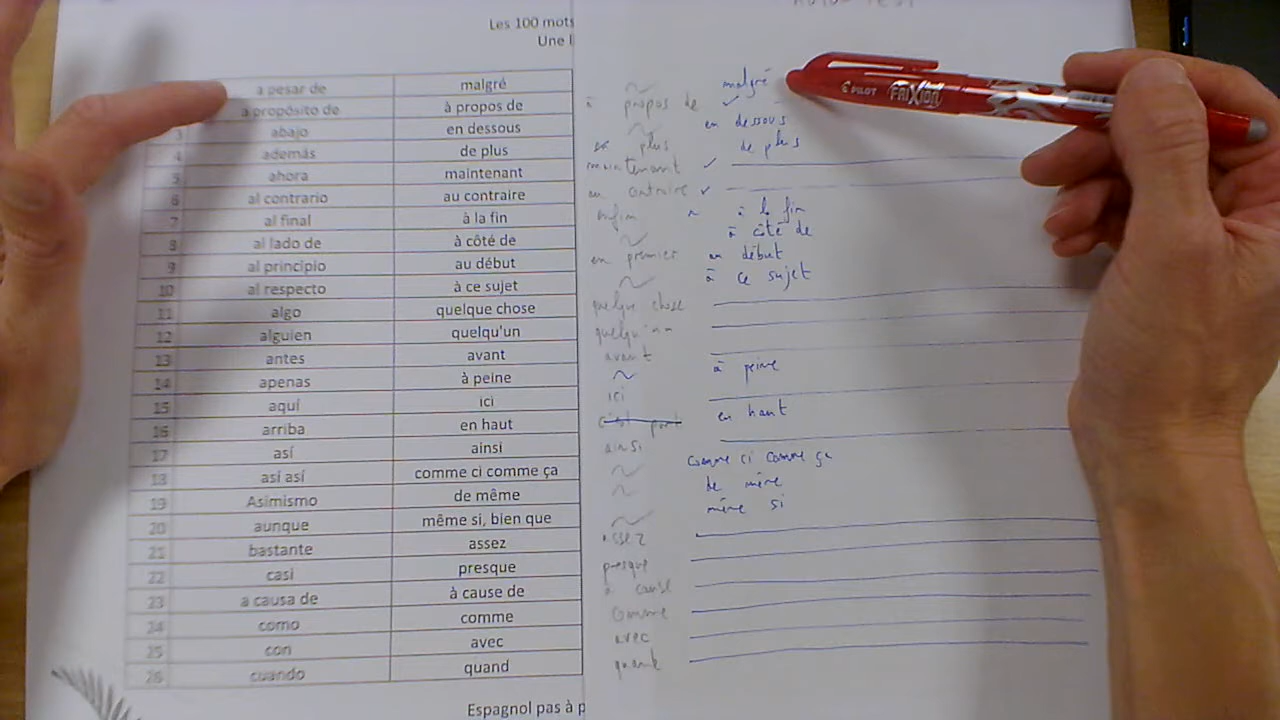 Les 100 mots
Une l
a pesar de malgré ~ malgré
a propósito de à propos de à propos de ✓
3 abajo en dessous ~ en dessous
4 además de plus plus de plus
5 ahora maintenant maintenant ✓
6 al contrario au contraire au contraire ✓
7 al final à la fin enfin ~ à la fin
8 al lado de à côté de ~ à côté de
9 al principio au début en premier au début
10 al respecto à ce sujet ~ à ce sujet
11 algo quelque chose quelque chose
12 alguien quelqu'un quelqu'un
13 antes avant avant
14 apenas à peine ~ à peine
15 aquí ici ici
16 arriba en haut en haut
17 así ainsi ainsi
18 así así comme ci comme ça ~ comme ci comme ça
19 Asimismo de même ~ de même
20 aunque même si, bien que ~ même si
21 bastante assez assez
22 casi presque presque
23 a causa de à cause de à cause
24 como comme comme
25 con avec avec
26 cuando quand quand
Espagnol pas à p
PILOT FRIXION